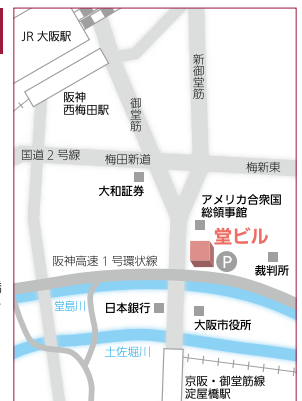 JR 大阪駅
新御堂筋
阪神
西梅田駅
御堂筋
国道2号線
梅田新道
梅新東
大和証券
アメリカ合衆国
総領事館
堂ビル
P
阪神高速1号環状線
裁判所
堂島川
日本銀行
大阪市役所
土佐堀川
京阪・御堂筋線
淀屋橋駅